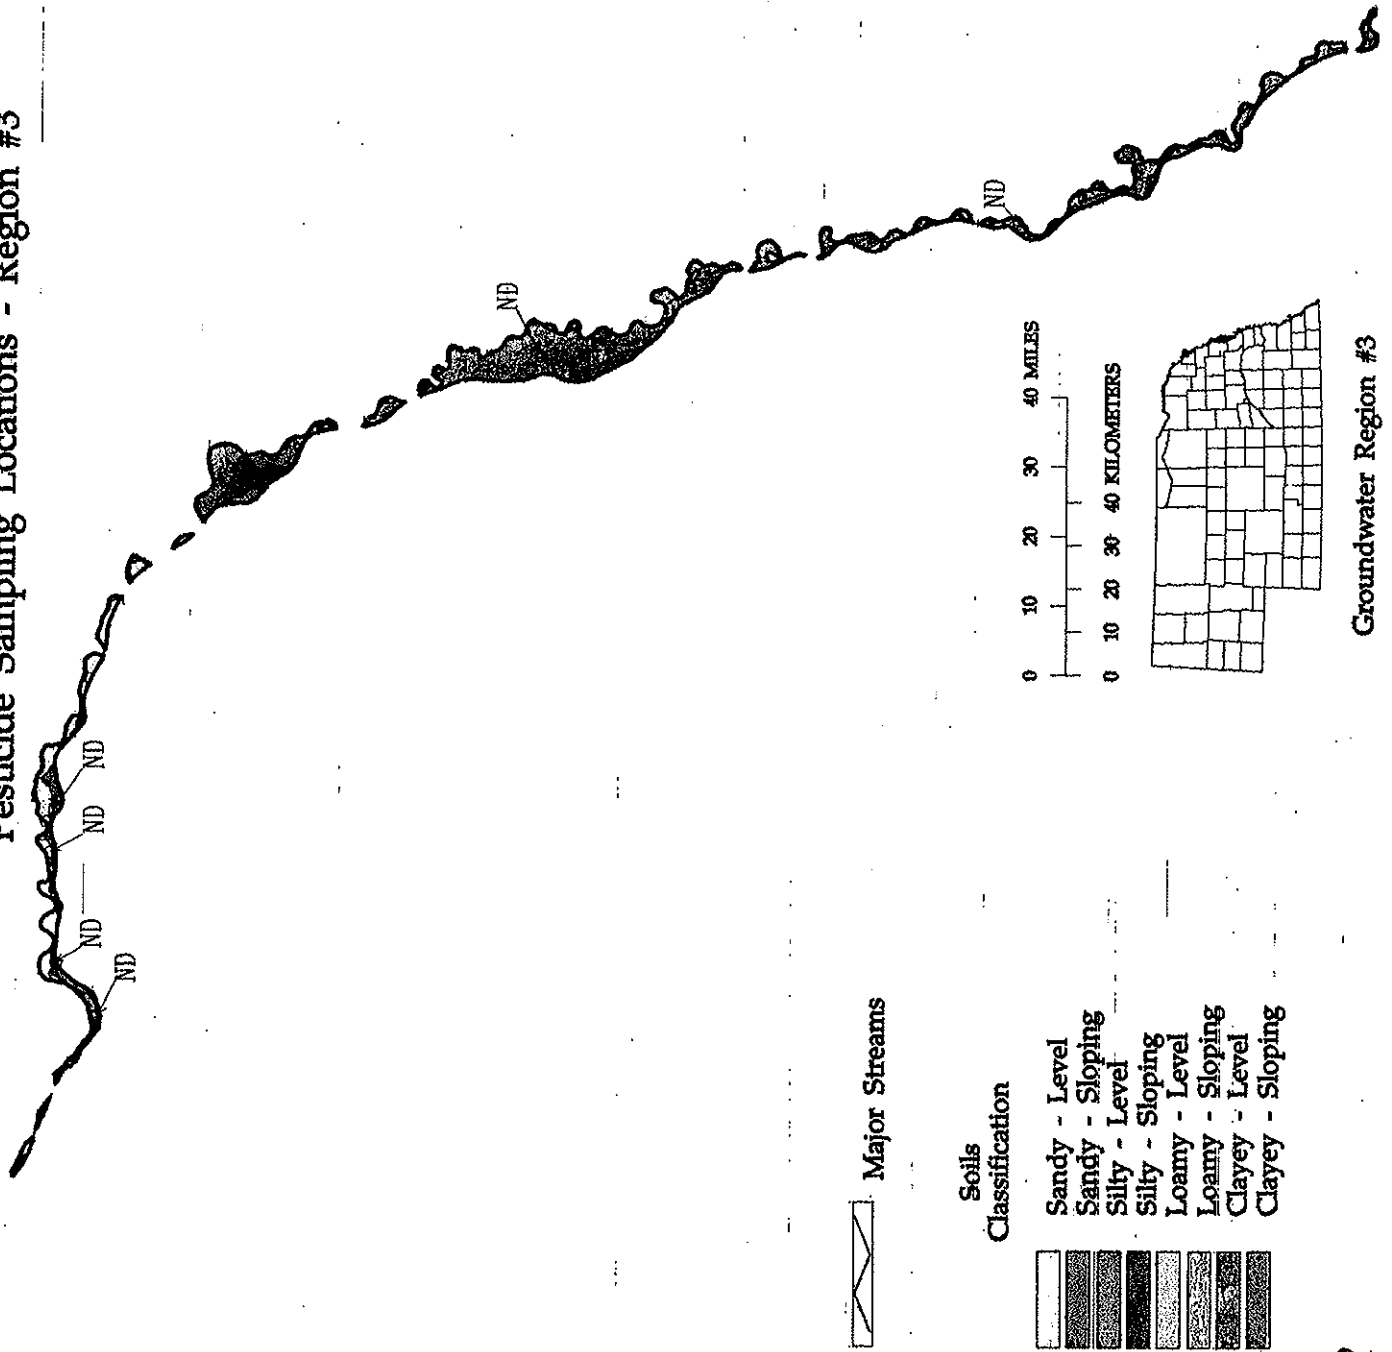 Pesticide Sampling Locations - Region #3
ND
ND
ND
ND
ND
ND
Major Streams
Soils
Classification
Sandy - Level
Sandy - Sloping
Silty - Level
Silty - Sloping
Loamy - Level
Loamy - Sloping
Clayey - Level
Clayey - Sloping
0 10 20 30 40 MILES
0 10 20 30 40 KILOMETERS
Groundwater Region #3